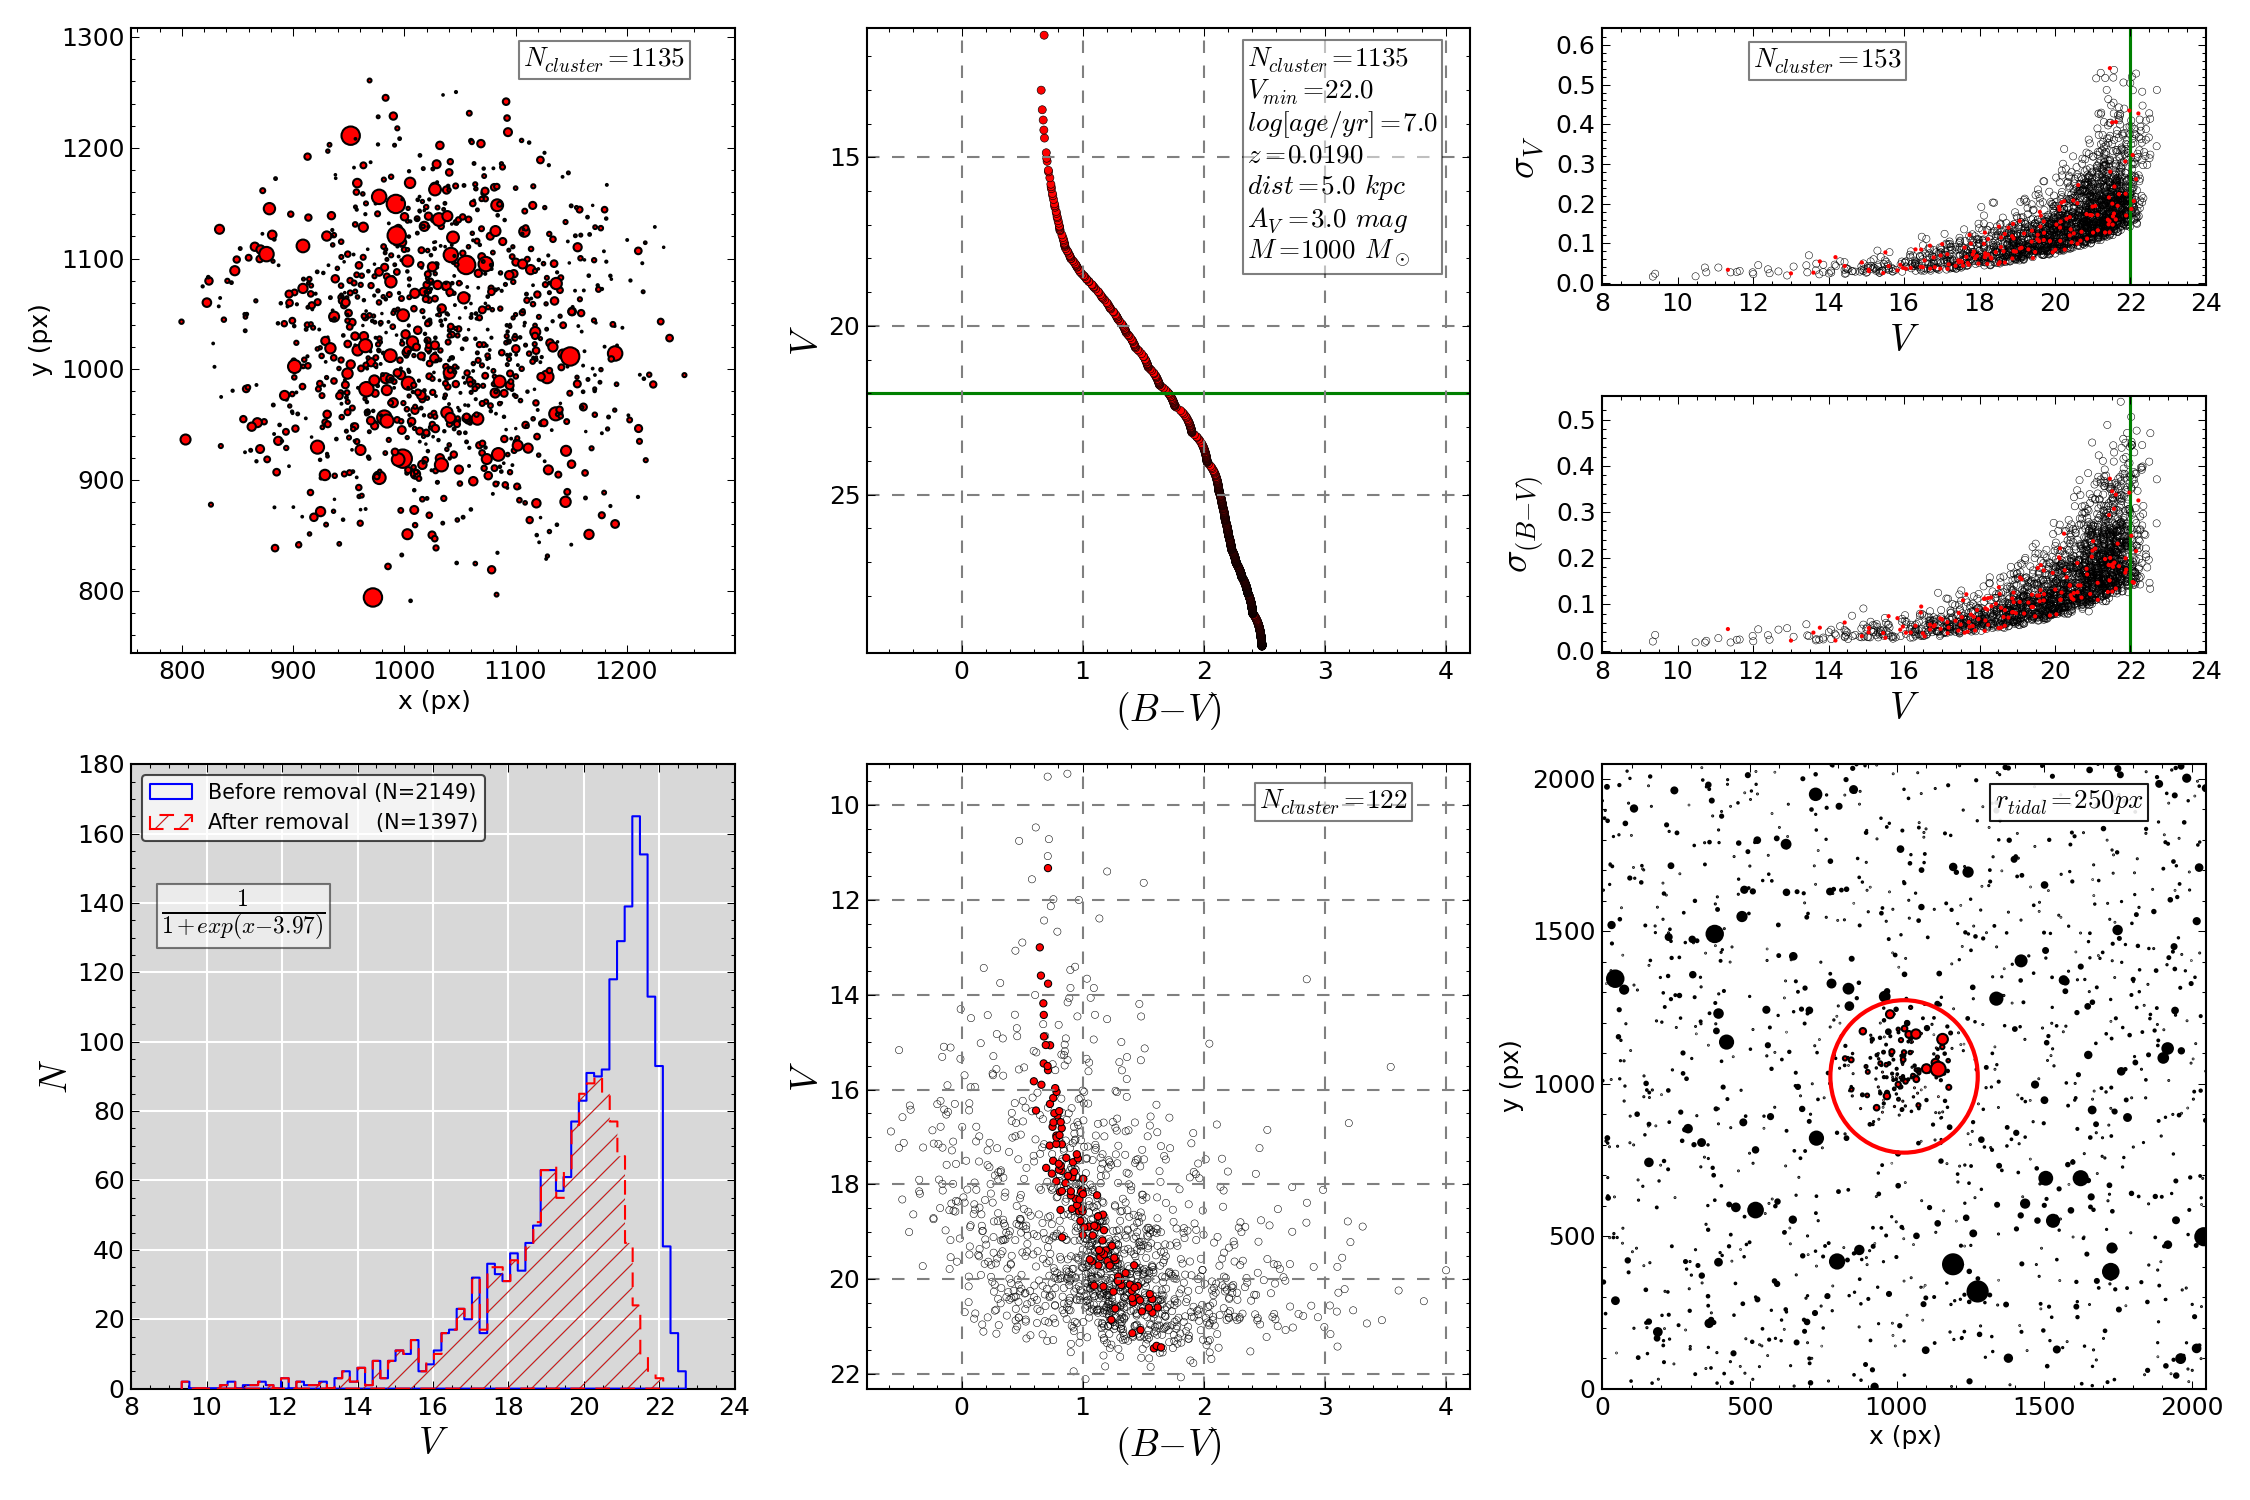 N_cluster=1135
1300
1200
1100
1000
900
800
y (px)
800 900 1000 1100 1200
x (px)
N_cluster=1135
V_min=22.0
log[age/yr]=7.0
z=0.0190
dist=5.0 kpc
A_V=3.0 mag
M=1000 M_⊙
15
20
25
V
0 1 2 3 4
(B−V)
N_cluster=153
0.6
0.5
0.4
0.3
0.2
0.1
0.0
σ_V
8 10 12 14 16 18 20 22 24
V
0.5
0.4
0.3
0.2
0.1
0.0
σ_(B−V)
8 10 12 14 16 18 20 22 24
V
180
160
140
120
100
80
60
40
20
0
N
Before removal (N=2149)
After removal (N=1397)
1
1+exp(x−3.97)
8 10 12 14 16 18 20 22 24
V
N_cluster=122
10
12
14
16
18
20
22
V
0 1 2 3 4
(B−V)
r_tidal=250px
2000
1500
1000
500
0
y (px)
0 500 1000 1500 2000
x (px)